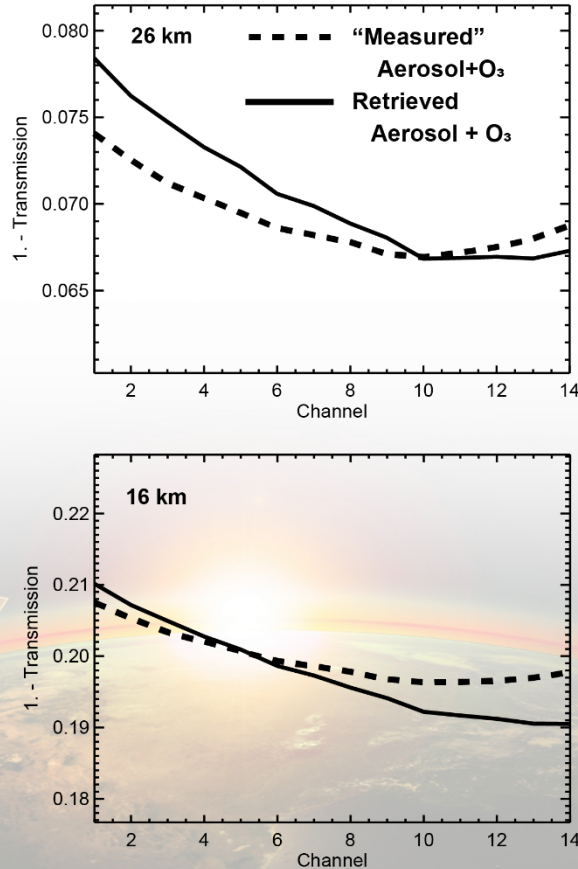 0.080
0.075
0.070
0.065
1. - Transmission
26 km
“Measured”
Aerosol+O₃
Retrieved
Aerosol + O₃
2 4 6 8 10 12 14
Channel
0.22
0.21
0.20
0.19
0.18
1. - Transmission
16 km
2 4 6 8 10 12 14
Channel